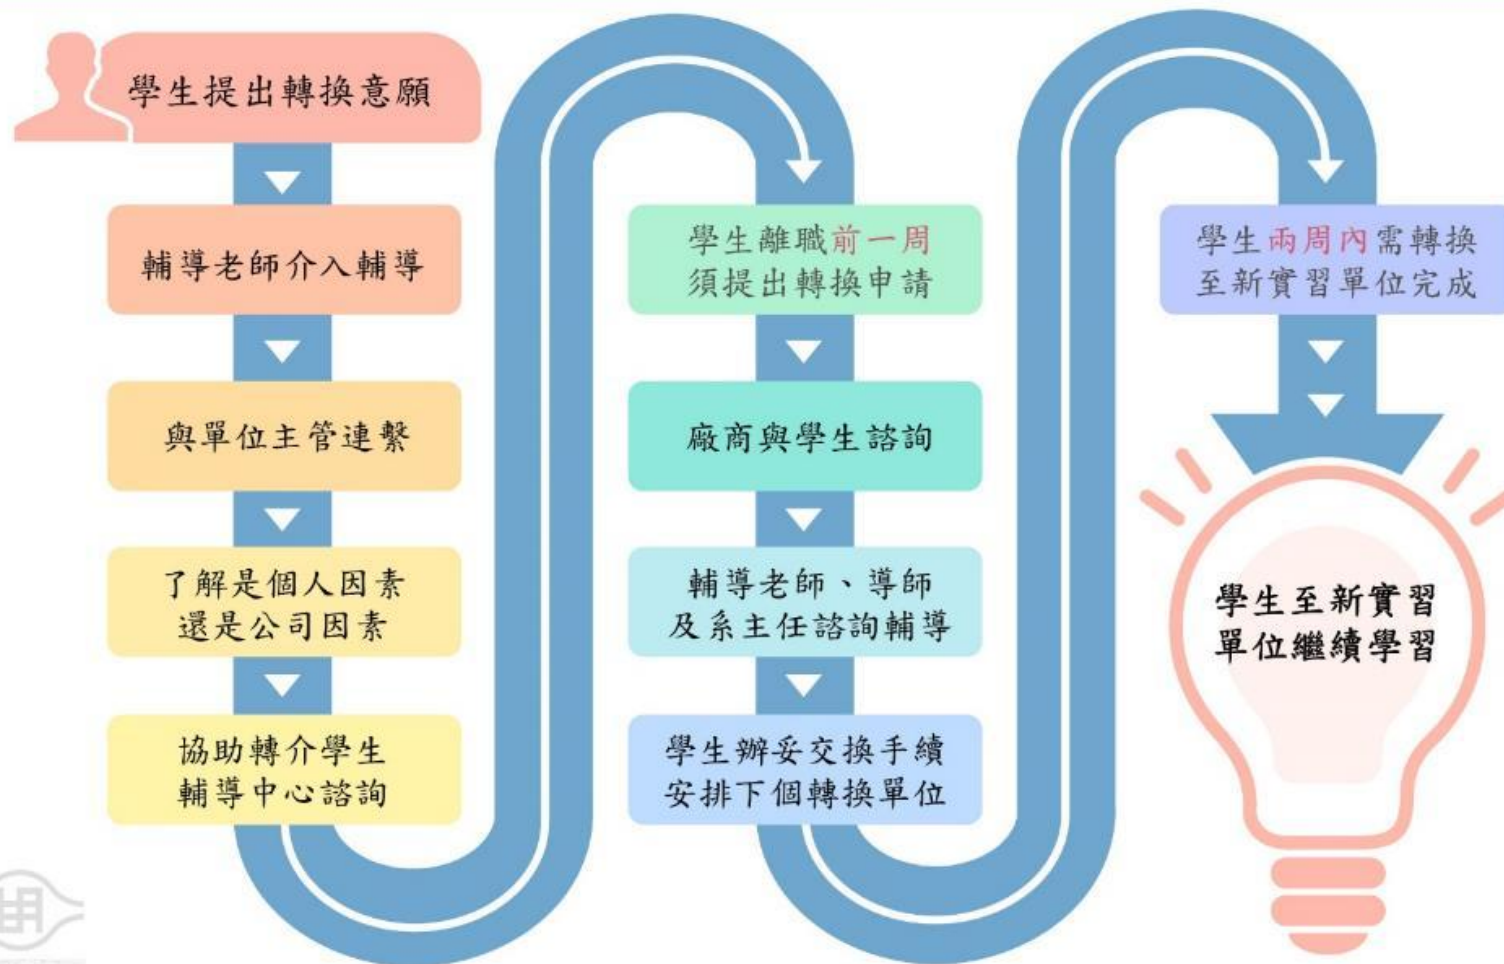 學生提出轉換意願
輔導老師介入輔導
與單位主管連繫
了解是個人因素
還是公司因素
協助轉介學生
輔導中心諮詢
學生離職前一周
須提出轉換申請
廠商與學生諮詢
輔導老師、導師
及系主任諮詢輔導
學生辦妥交換手續
安排下個轉換單位
學生兩周內需轉換
至新實習單位完成
學生至新實習
單位繼續學習